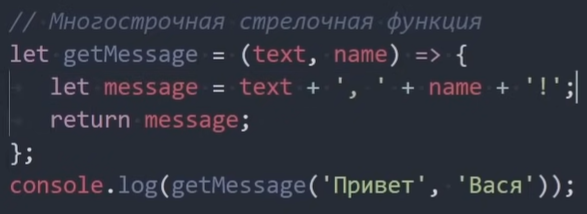 // Многострочная стрелочная функция
let getMessage = (text, name) => {
let message = text + ', ' + name + '!';
return message;
};
console.log(getMessage('Привет', 'Вася'));